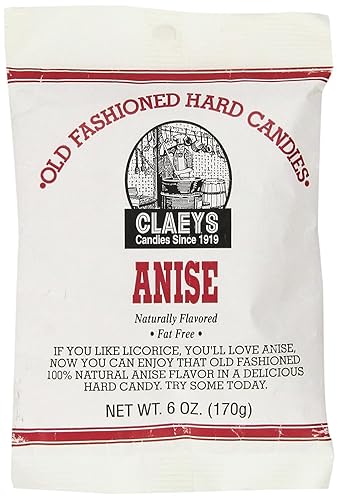 •OLD FASHIONED HARD CANDIES•
CLAEYS
Candies Since 1919
ANISE
Naturally Flavored
• Fat Free •
IF YOU LIKE LICORICE, YOU'LL LOVE ANISE,
NOW YOU CAN ENJOY THAT OLD FASHIONED
100% NATURAL ANISE FLAVOR IN A DELICIOUS
HARD CANDY. TRY SOME TODAY.
NET WT. 6 OZ. (170g)